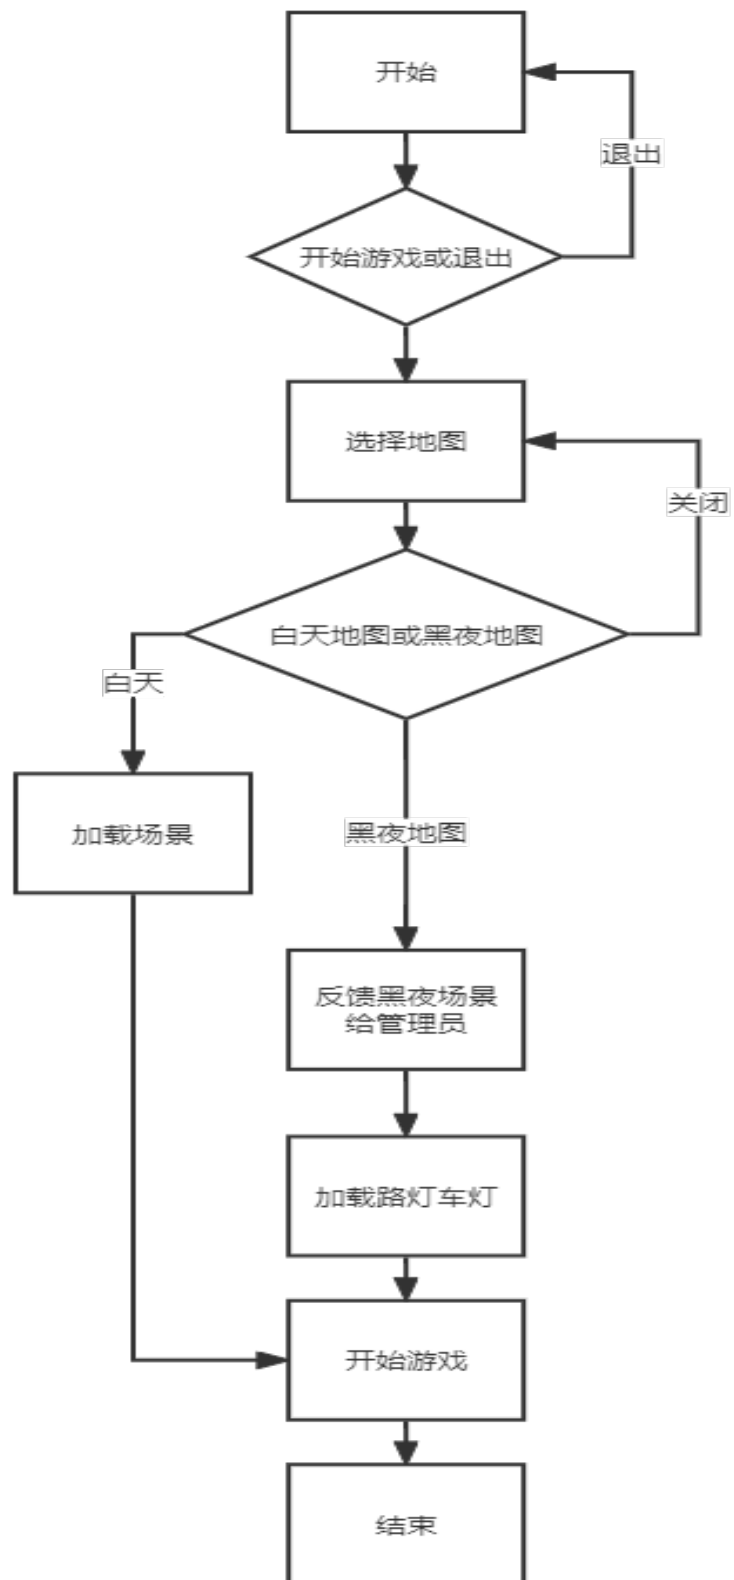 开始
退出
开始游戏或退出
选择地图
关闭
白天地图或黑夜地图
白天
加载场景
黑夜地图
反馈黑夜场景
给管理员
加载路灯车灯
开始游戏
结束